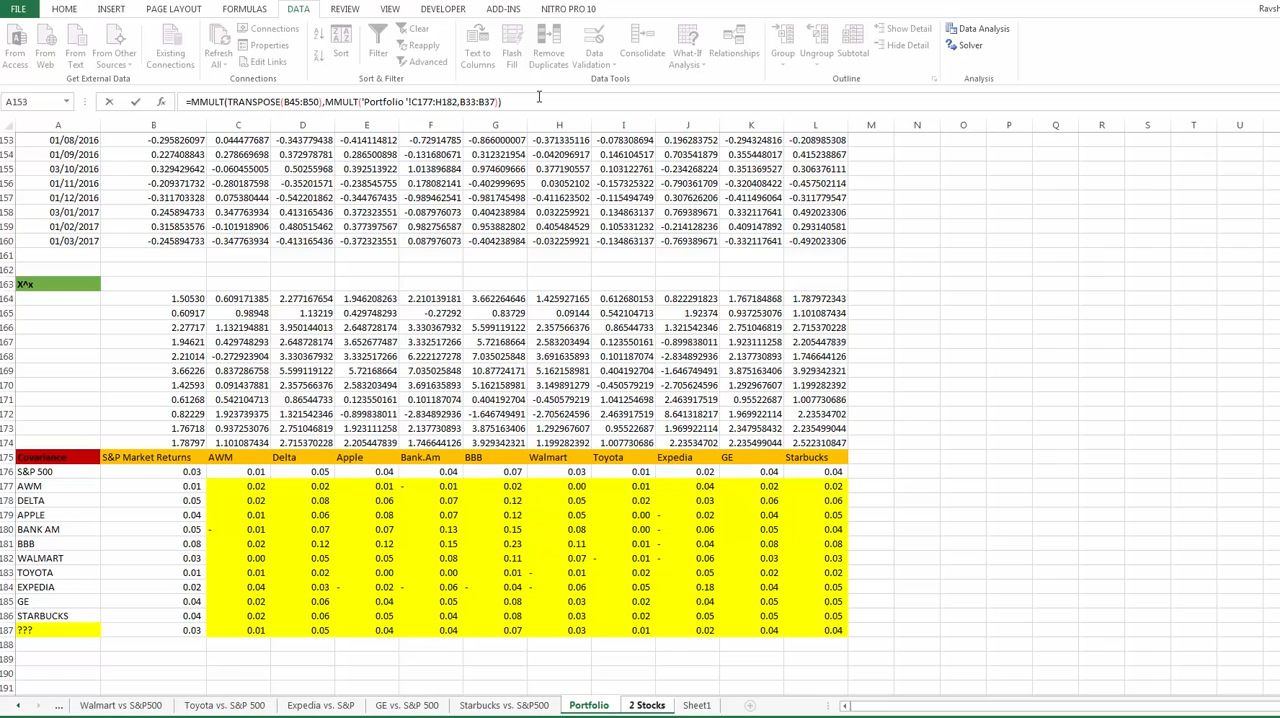 FILE HOME INSERT PAGE LAYOUT FORMULAS DATA REVIEW VIEW DEVELOPER ADD-INS NITRO PRO 10 Ravsh
Connections Clear Show Detail Data Analysis
Properties Reapply Hide Detail Solver
From Access From Web From Text From Other Sources Existing Connections Refresh All Edit Links Sort Filter Advanced Text to Columns Flash Fill Remove Duplicates Data Validation Consolidate What-If Analysis Relationships Group Ungroup Subtotal
Get External Data Connections Sort & Filter Data Tools Outline Analysis
A153 fx =MMULT(TRANSPOSE(B45:B50),MMULT('Portfolio '!C177:H182,B33:B37))
A B C D E F G H I J K L M N O P Q R S T U
153 01/08/2016 -0.295826097 0.044477687 -0.343779438 -0.414114812 -0.72914785 -0.866000007 -0.371335116 -0.078308694 0.196283752 -0.294324816 -0.208985308
154 01/09/2016 0.227408843 0.278669698 0.372978781 0.286500898 -0.131680671 0.312321954 -0.042096917 0.146104517 0.703541879 0.355448017 0.415238867
155 03/10/2016 0.329429642 -0.060455005 0.50255968 0.392513922 1.013896884 0.974609666 0.377190557 0.103122761 -0.234268224 0.351369527 0.306376111
156 01/11/2016 -0.209371732 -0.280187598 -0.35201571 -0.238545755 0.178082141 -0.402999695 0.03052102 -0.157325322 -0.790361709 -0.320408422 -0.457502114
157 01/12/2016 -0.311703328 0.075380444 -0.542201862 -0.344767435 -0.989462541 -0.981745498 -0.411623502 -0.115494749 0.307626206 -0.411496064 -0.311779547
158 03/01/2017 0.245894733 0.347763934 0.413165436 0.372323551 -0.087976073 0.404238984 0.032259921 0.134863137 0.769389671 0.332117641 0.492023306
159 01/02/2017 0.315853576 -0.101918906 0.480515462 0.377397567 0.982756587 0.953882802 0.405484529 0.105331232 -0.214128236 0.409147892 0.293140581
160 01/03/2017 -0.245894733 -0.347763934 -0.413165436 -0.372323551 0.087976073 -0.404238984 -0.032259921 -0.134863137 -0.769389671 -0.332117641 -0.492023306
161
162
163 X^x
164 1.50530 0.609171385 2.277167654 1.946208263 2.210139181 3.662264646 1.425927165 0.612680153 0.822291823 1.767184868 1.787972343
165 0.60917 0.98948 1.13219 0.429748293 -0.27292 0.83729 0.09144 0.542104713 1.92374 0.937253076 1.101087434
166 2.27717 1.132194881 3.950144013 2.648728174 3.330367932 5.599119122 2.357566376 0.86544733 1.321542346 2.751046819 2.715370228
167 1.94621 0.429748293 2.648728174 3.652677487 3.332517266 5.72168664 2.583203494 0.123550161 -0.899838011 1.923111258 2.205447839
168 2.21014 -0.272923904 3.330367932 3.332517266 6.222127728 7.035025848 3.691635893 0.101187074 -2.834892936 2.137730893 1.746644126
169 3.66226 0.837286758 5.599119122 5.72168664 7.035025848 10.87724171 5.162158981 0.404192704 -1.646749491 3.875163406 3.929342321
170 1.42593 0.091437881 2.357566376 2.583203494 3.691635893 5.162158981 3.149891279 -0.450579219 -2.705624596 1.292967607 1.199282392
171 0.61268 0.542104713 0.86544733 0.123550161 0.101187074 0.404192704 -0.450579219 1.041254698 2.463917519 0.95522687 1.007730686
172 0.82229 1.923739375 1.321542346 -0.899838011 -2.834892936 -1.646749491 -2.705624596 2.463917519 8.641318217 1.969922114 2.23534702
173 1.76718 0.937253076 2.751046819 1.923111258 2.137730893 3.875163406 1.292967607 0.95522687 1.969922114 2.347958432 2.235499044
174 1.78797 1.101087434 2.715370228 2.205447839 1.746644126 3.929342321 1.199282392 1.007730686 2.23534702 2.235499044 2.522310847
175 Covariance S&P Market Returns AWM Delta Apple Bank.Am BBB Walmart Toyota Expedia GE Starbucks
176 S&P 500 0.03 0.01 0.05 0.04 0.04 0.07 0.03 0.01 0.02 0.04 0.04
177 AWM 0.01 0.02 0.02 0.01 - 0.01 0.02 0.00 0.01 0.04 0.02 0.02
178 DELTA 0.05 0.02 0.08 0.06 0.07 0.12 0.05 0.02 0.03 0.06 0.06
179 APPLE 0.04 0.01 0.06 0.08 0.07 0.12 0.05 0.00 - 0.02 0.04 0.05
180 BANK AM 0.05 - 0.01 0.07 0.07 0.13 0.15 0.08 0.00 - 0.06 0.05 0.04
181 BBB 0.08 0.02 0.12 0.12 0.15 0.23 0.11 0.01 - 0.04 0.08 0.08
182 WALMART 0.03 0.00 0.05 0.05 0.08 0.11 0.07 - 0.01 - 0.06 0.03 0.03
183 TOYOTA 0.01 0.01 0.02 0.00 0.00 0.01 - 0.01 0.02 0.05 0.02 0.02
184 EXPEDIA 0.02 0.04 0.03 - 0.02 - 0.06 - 0.04 - 0.06 0.05 0.18 0.04 0.05
185 GE 0.04 0.02 0.06 0.04 0.05 0.08 0.03 0.02 0.04 0.05 0.05
186 STARBUCKS 0.04 0.02 0.06 0.05 0.04 0.08 0.03 0.02 0.05 0.05 0.05
187 ??? 0.03 0.01 0.05 0.04 0.04 0.07 0.03 0.01 0.02 0.04 0.04
188
189
190
191
... Walmart vs S&P500 Toyota vs. S&P 500 Expedia vs. S&P GE vs. S&P 500 Starbucks vs. S&P500 Portfolio 2 Stocks Sheet1